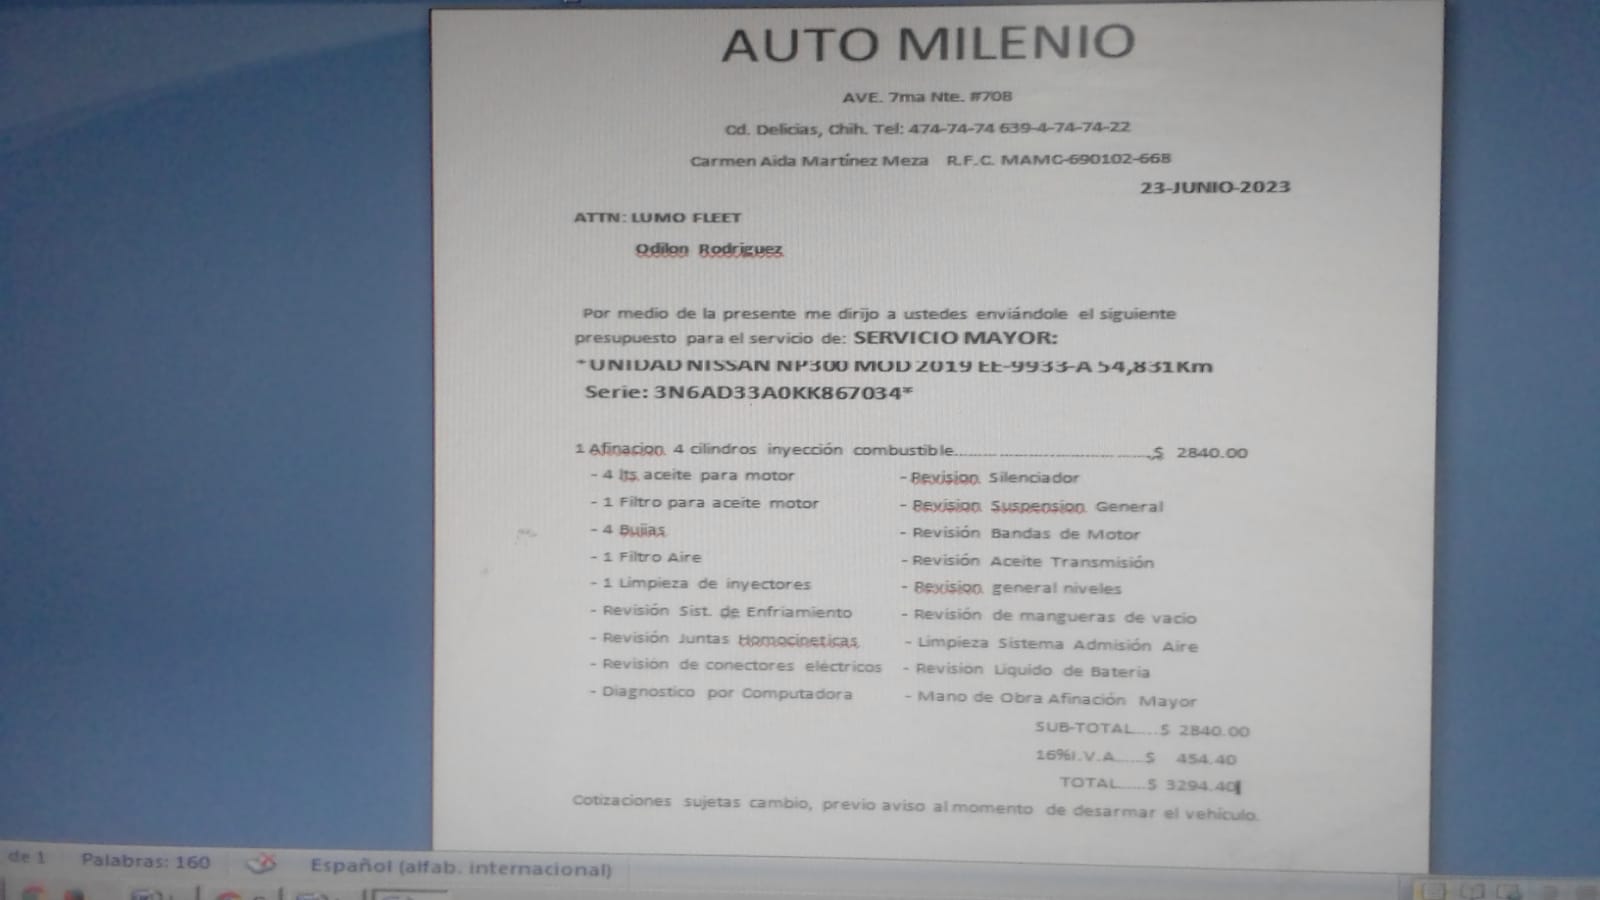 AUTO MILENIO
AVE. 7ma Nte. #708
Cd. Delicias, Chih. Tel: 474-74-74 639-4-74-74-22
Carmen Aida Martínez Meza R.F.C. MAMC-690102-668
23-JUNIO-2023
ATTN: LUMO FLEET
Odilon Rodriguez
Por medio de la presente me dirijo a ustedes enviándole el siguiente
presupuesto para el servicio de: SERVICIO MAYOR:
*UNIDAD NISSAN NP300 MOD 2019 EE-9933-A 54,831Km
Serie: 3N6AD33A0KK867034*
1 Afinacion 4 cilindros inyección combustible.......................................$ 2840.00
- 4 lts aceite para motor - Revision Silenciador
- 1 Filtro para aceite motor - Revision Suspension General
- 4 Bujias - Revisión Bandas de Motor
- 1 Filtro Aire - Revisión Aceite Transmisión
- 1 Limpieza de inyectores - Revision general niveles
- Revisión Sist. de Enfriamiento - Revisión de mangueras de vacio
- Revisión Juntas Homocineticas - Limpieza Sistema Admisión Aire
- Revisión de conectores eléctricos - Revision Liquido de Bateria
- Diagnostico por Computadora - Mano de Obra Afinación Mayor
SUB-TOTAL....$ 2840.00
16%I.V.A......$ 454.40
TOTAL......$ 3294.40
Cotizaciones sujetas cambio, previo aviso al momento de desarmar el vehículo.
de 1 Palabras: 160 Español (alfab. internacional)